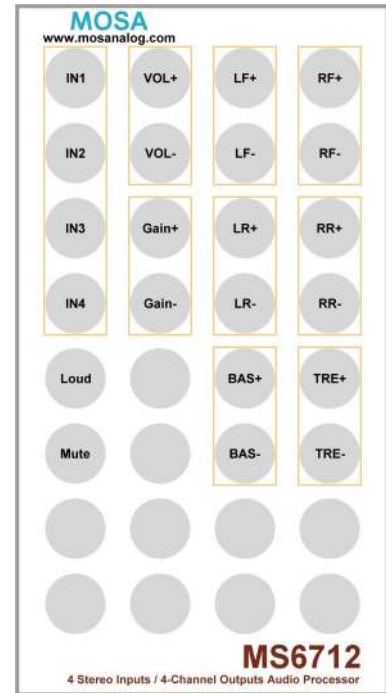 MOSA
www.mosanalog.com
IN1 VOL+ LF+ RF+
IN2 VOL- LF- RF-
IN3 Gain+ LR+ RR+
IN4 Gain- LR- RR-
Loud BAS+ TRE+
Mute BAS- TRE-
MS6712
4 Stereo Inputs / 4-Channel Outputs Audio Processor